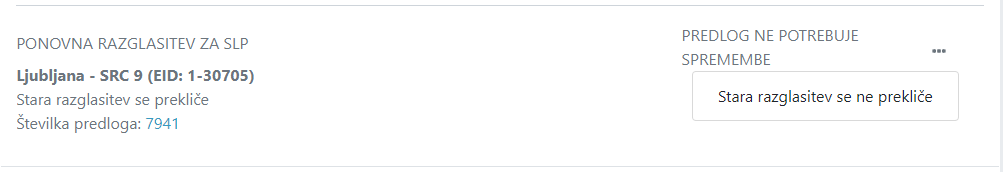 PONOVNA RAZGLASITEV ZA SLP
Ljubljana - SRC 9 (EID: 1-30705)
Stara razglasitev se prekliče
Številka predloga: 7941
PREDLOG NE POTREBUJE
SPREMEMBE
Stara razglasitev se ne prekliče